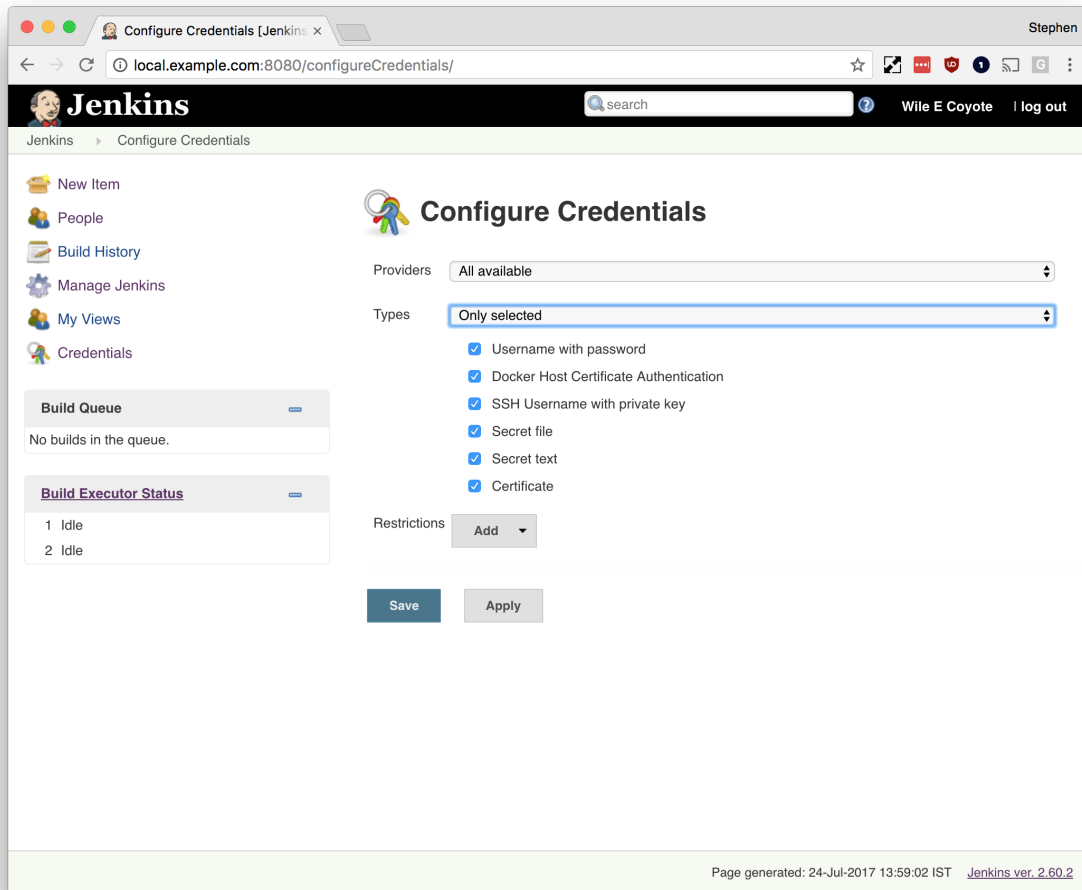 Configure Credentials [Jenkins
Stephen
local.example.com:8080/configureCredentials/
Jenkins
search
Wile E Coyote
| log out
Jenkins
Configure Credentials
New Item
People
Build History
Manage Jenkins
My Views
Credentials
Build Queue
No builds in the queue.
Build Executor Status
1 Idle
2 Idle
Configure Credentials
Providers All available
Types Only selected
Username with password
Docker Host Certificate Authentication
SSH Username with private key
Secret file
Secret text
Certificate
Restrictions Add
Save Apply
Page generated: 24-Jul-2017 13:59:02 IST Jenkins ver. 2.60.2